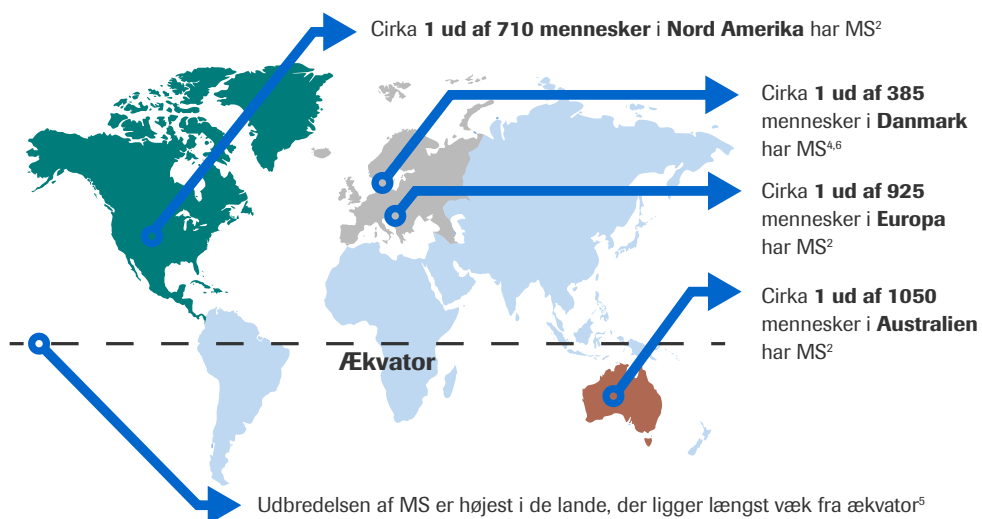 Cirka 1 ud af 710 mennesker i Nord Amerika har MS²
Cirka 1 ud af 385
mennesker i Danmark
har MS⁴,⁶
Cirka 1 ud af 925
mennesker i Europa
har MS²
Cirka 1 ud af 1050
mennesker i Australien
har MS²
Ækvator
Udbredelsen af MS er højest i de lande, der ligger længst væk fra ækvator⁵